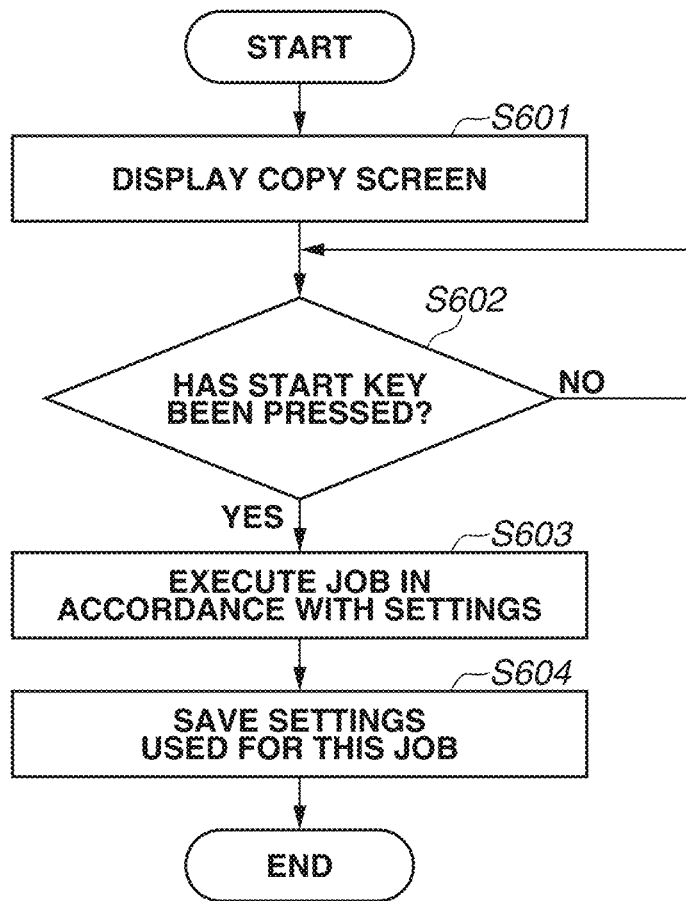 START
S601
DISPLAY COPY SCREEN
S602
HAS START KEY
BEEN PRESSED?
NO
YES
S603
EXECUTE JOB IN
ACCORDANCE WITH SETTINGS
S604
SAVE SETTINGS
USED FOR THIS JOB
END